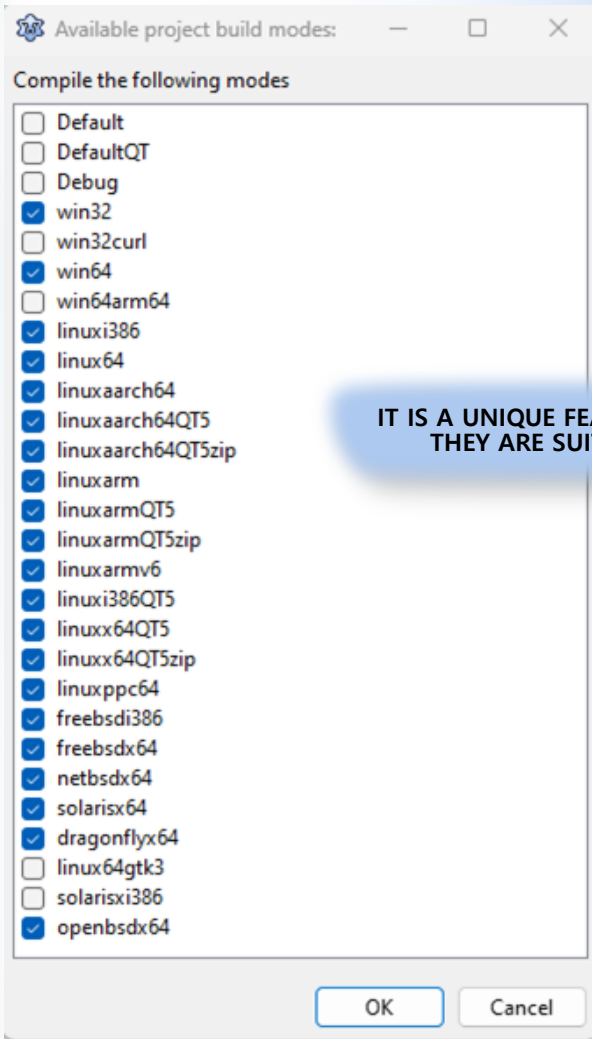 Available project build modes:
Compile the following modes
Default
DefaultQT
Debug
win32
win32curl
win64
win64arm64
linuxi386
linux64
linuxaarch64
linuxaarch64QT5
linuxaarch64QT5zip
linuxarm
linuxarmQT5
linuxarmQT5zip
linuxarmv6
linuxi386QT5
linuxx64QT5
linuxx64QT5zip
linuxppc64
freebsdi386
freebsdx64
netbsdx64
solarisx64
dragonflyx64
linux64gtk3
solarisxi386
openbsdx64
IT IS A UNIQUE
THEY ARE
OK Cancel